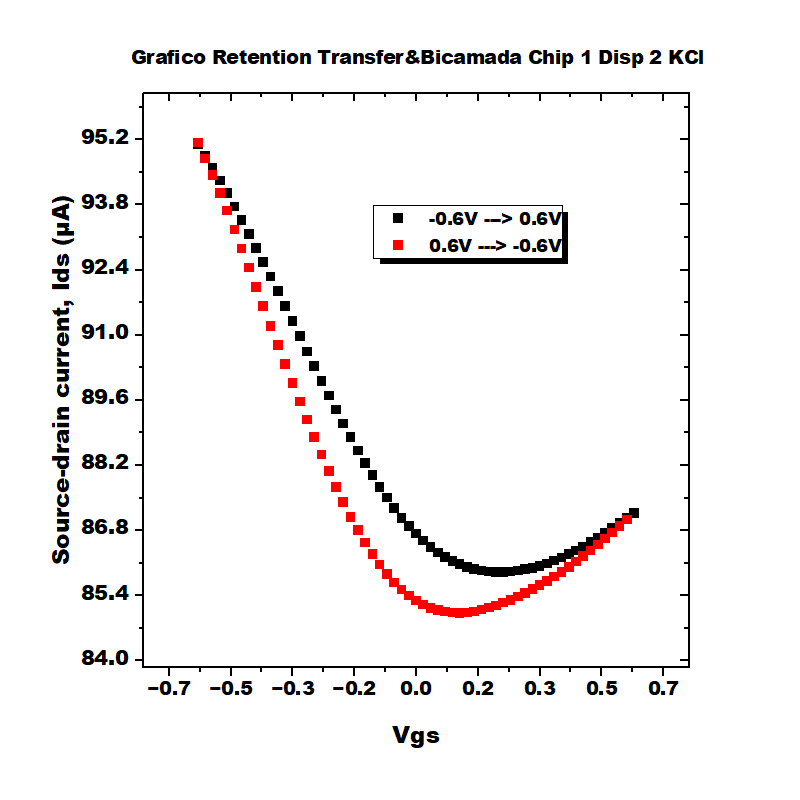 Grafico Retention Transfer&Bicamada Chip 1 Disp 2 KCl
95.2
93.8
92.4
91.0
89.6
88.2
86.8
85.4
84.0
Source-drain current, Ids (µA)
-0.6V ---> 0.6V
0.6V ---> -0.6V
−0.7 −0.5 −0.3 −0.2 0.0 0.2 0.3 0.5 0.7
Vgs